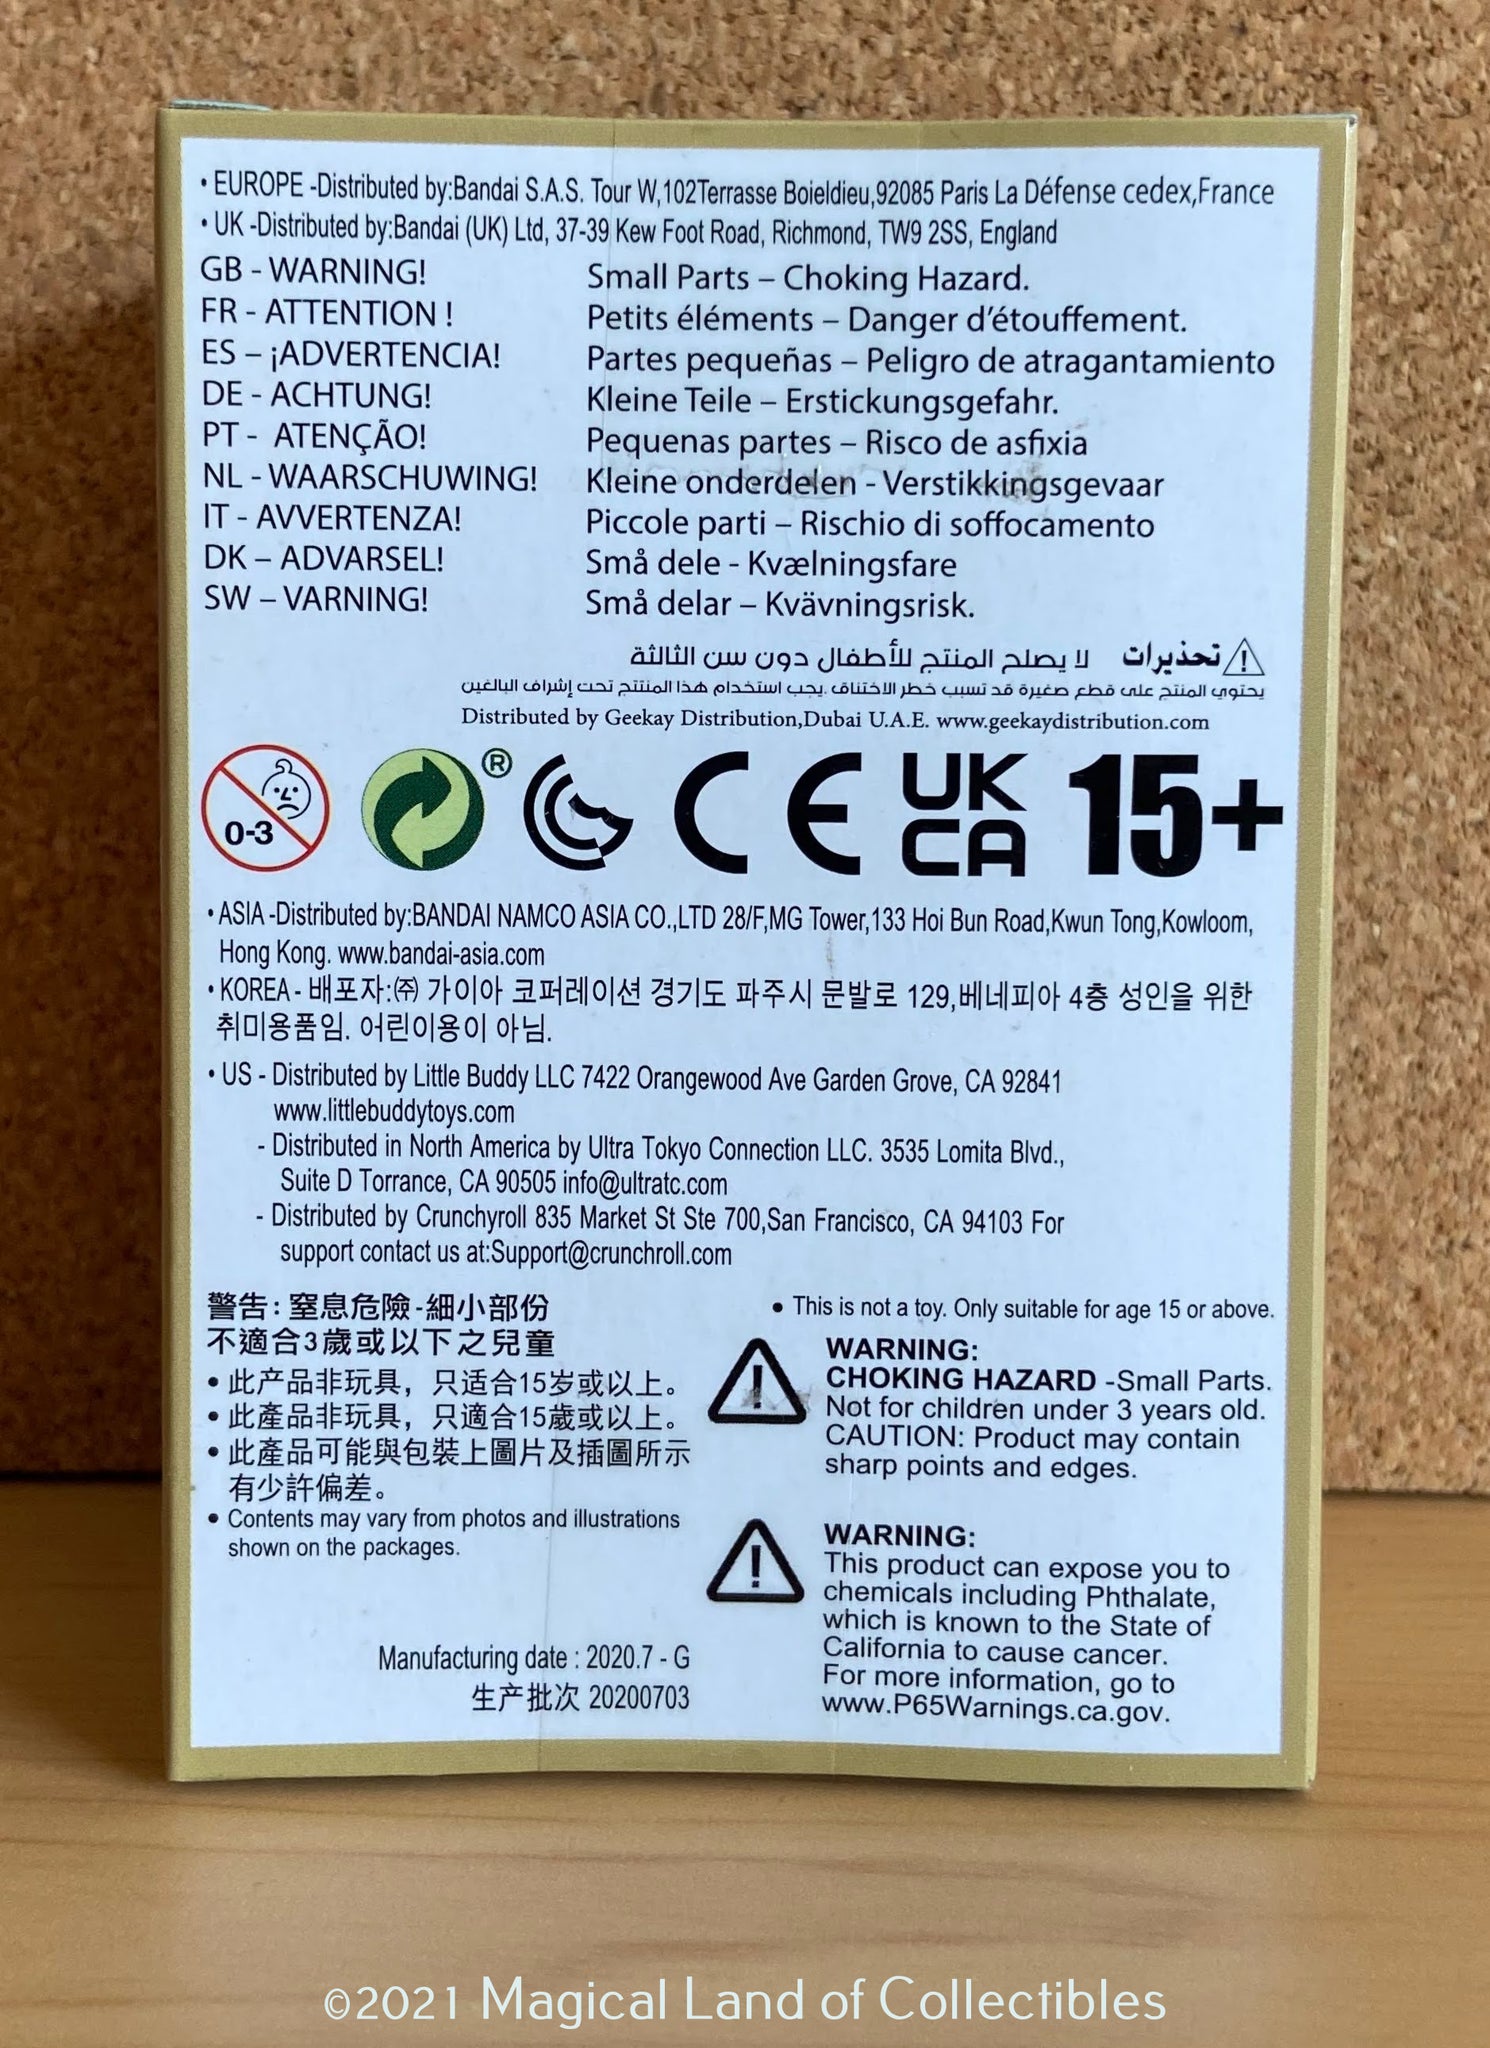 • EUROPE -Distributed by:Bandai S.A.S. Tour W,102Terrasse Boieldieu,92085 Paris La Défense cedex,France
• UK -Distributed by:Bandai (UK) Ltd, 37-39 Kew Foot Road, Richmond, TW9 2SS, England
GB - WARNING! Small Parts – Choking Hazard.
FR - ATTENTION ! Petits éléments – Danger d'étouffement.
ES – ¡ADVERTENCIA! Partes pequeñas – Peligro de atragantamiento
DE - ACHTUNG! Kleine Teile – Erstickungsgefahr.
PT - ATENÇÃO! Pequenas partes – Risco de asfixia
NL - WAARSCHUWING! Kleine onderdelen - Verstikkingsgevaar
IT - AVVERTENZA! Piccole parti – Rischio di soffocamento
DK – ADVARSEL! Små dele - Kvælningsfare
SW – VARNING! Små delar – Kvävningsrisk.
تحذيرات لا يصلح المنتج للأطفال دون سن الثالثة
يحتوي المنتج على قطع صغيرة قد تسبب خطر الاختناق .يجب استخدام هذا المنتج تحت إشراف البالغين
Distributed by Geekay Distribution,Dubai U.A.E. www.geekaydistribution.com
0-3 ® CE UK CA 15+
• ASIA -Distributed by:BANDAI NAMCO ASIA CO.,LTD 28/F,MG Tower,133 Hoi Bun Road,Kwun Tong,Kowloom,
Hong Kong. www.bandai-asia.com
• KOREA - 배포자:㈜ 가이아 코퍼레이션 경기도 파주시 문발로 129,베네피아 4층 성인을 위한
취미용품임. 어린이용이 아님.
• US - Distributed by Little Buddy LLC 7422 Orangewood Ave Garden Grove, CA 92841
www.littlebuddytoys.com
- Distributed in North America by Ultra Tokyo Connection LLC. 3535 Lomita Blvd.,
Suite D Torrance, CA 90505 info@ultratc.com
- Distributed by Crunchyroll 835 Market St Ste 700,San Francisco, CA 94103 For
support contact us at:Support@crunchroll.com
警告: 窒息危險-細小部份
不適合3歲或以下之兒童
• 此产品非玩具，只适合15岁或以上。
• 此產品非玩具，只適合15歲或以上。
• 此產品可能與包裝上圖片及插圖所示
有少許偏差。
• Contents may vary from photos and illustrations
shown on the packages.
Manufacturing date : 2020.7 - G
生产批次 20200703
• This is not a toy. Only suitable for age 15 or above.
WARNING:
CHOKING HAZARD -Small Parts.
Not for children under 3 years old.
CAUTION: Product may contain
sharp points and edges.
WARNING:
This product can expose you to
chemicals including Phthalate,
which is known to the State of
California to cause cancer.
For more information, go to
www.P65Warnings.ca.gov.
©2021 Magical Land of Collectibles